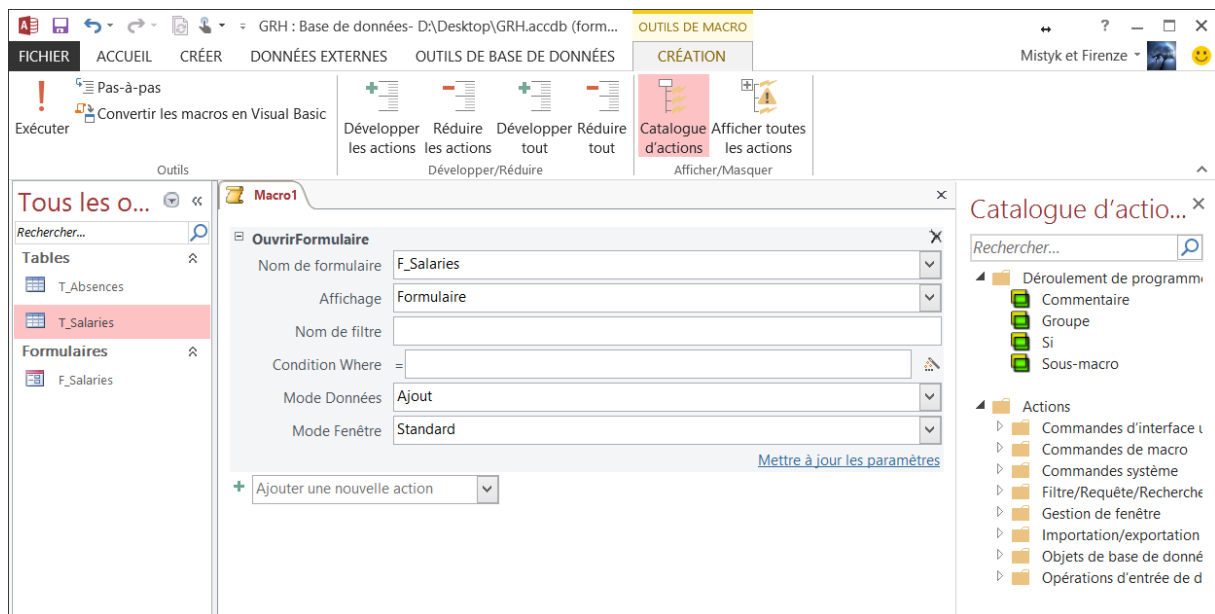 GRH : Base de données- D:\Desktop\GRH.accdb (form...
OUTILS DE MACRO
?
FICHIER ACCUEIL CRÉER DONNÉES EXTERNES OUTILS DE BASE DE DONNÉES CRÉATION
Mistyk et Firenze
Exécuter
Pas-à-pas
Convertir les macros en Visual Basic
Outils
Développer les actions
Réduire les actions
Développer tout
Réduire tout
Développer/Réduire
Catalogue d'actions
Afficher toutes les actions
Afficher/Masquer
Tous les o...
Rechercher...
Tables
T_Absences
T_Salaries
Formulaires
F_Salaries
Macro1
OuvrirFormulaire
Nom de formulaire F_Salaries
Affichage Formulaire
Nom de filtre
Condition Where =
Mode Données Ajout
Mode Fenêtre Standard
Mettre à jour les paramètres
Ajouter une nouvelle action
Catalogue d'actio...
Rechercher...
Déroulement de programme
Commentaire
Groupe
Si
Sous-macro
Actions
Commandes d'interface u
Commandes de macro
Commandes système
Filtre/Requête/Recherche
Gestion de fenêtre
Importation/exportation
Objets de base de donné
Opérations d'entrée de d